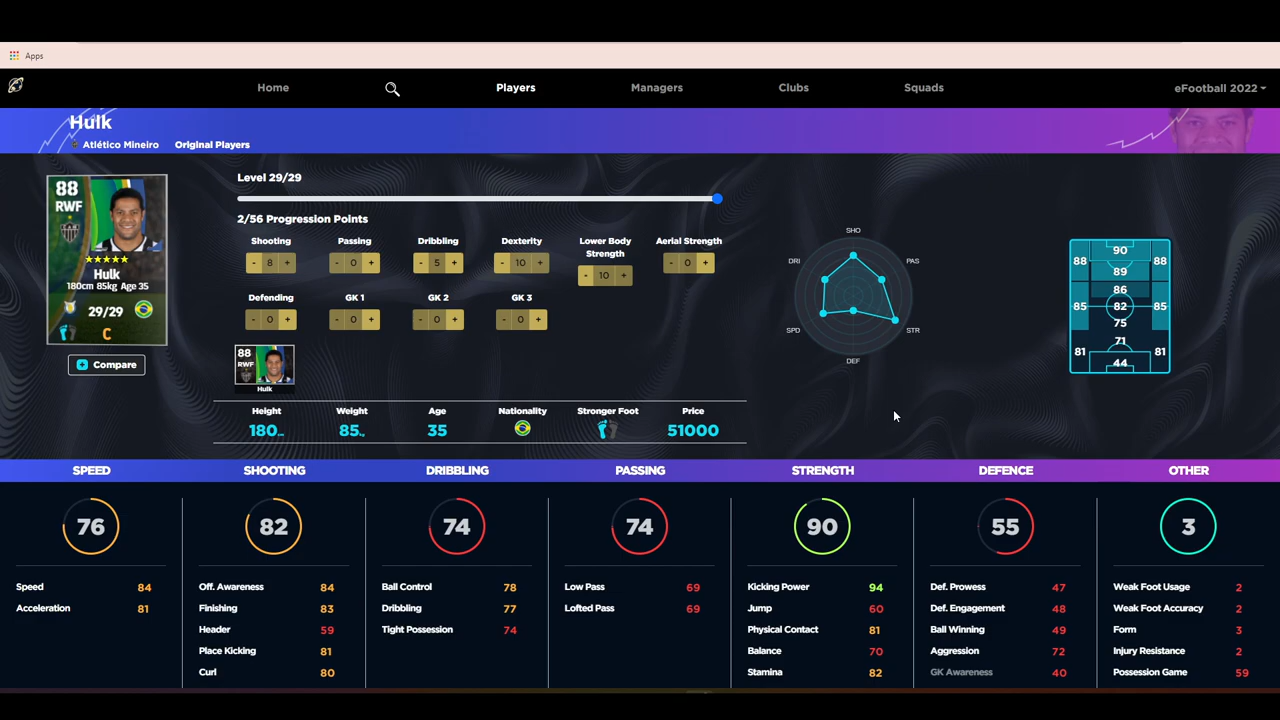 Apps
Home Players Managers Clubs Squads eFootball 2022
Hulk
Atlético Mineiro Original Players
88
RWF
Hulk
180cm 85kg Age 35
29/29
C
Compare
Level 29/29
2/56 Progression Points
Shooting Passing Dribbling Dexterity Lower Body Strength Aerial Strength
- 8 + - 0 + - 5 + - 10 + - 10 + - 0 +
Defending GK 1 GK 2 GK 3
- 0 + - 0 + - 0 + - 0 +
88
RWF
Hulk
Height Weight Age Nationality Stronger Foot Price
180 85 35 51000
SHO
DRI PAS
SPD STR
DEF
90
88 89 88
86
85 82 85
75
71
81 81
44
SPEED SHOOTING DRIBBLING PASSING STRENGTH DEFENCE OTHER
76 82 74 74 90 55 3
Speed 84 Off. Awareness 84 Ball Control 78 Low Pass 69 Kicking Power 94 Def. Prowess 47 Weak Foot Usage 2
Acceleration 81 Finishing 83 Dribbling 77 Lofted Pass 69 Jump 60 Def. Engagement 48 Weak Foot Accuracy 2
Header 59 Tight Possession 74 Physical Contact 81 Ball Winning 49 Form 3
Place Kicking 81 Balance 70 Aggression 72 Injury Resistance 2
Curl 80 Stamina 82 GK Awareness 40 Possession Game 59